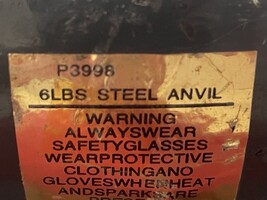 P3998
6LBS STEEL ANVIL
WARNING
ALWAYSWEAR
SAFETYGLASSES
WEARPROTECTIVE
CLOTHINGANO
GLOVESWHENHEAT
ANDSPARKSARE